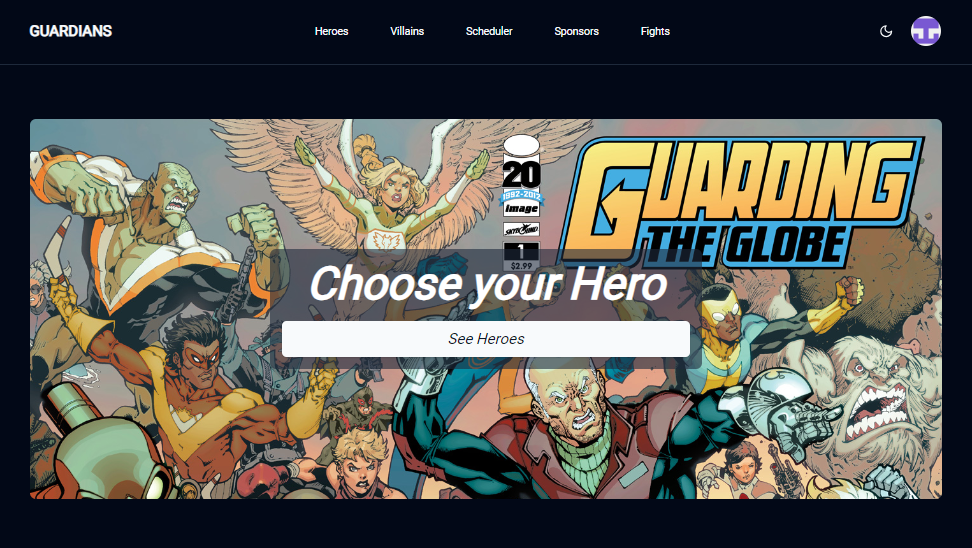 GUARDIANS
Heroes
Villains
Scheduler
Sponsors
Fights
20
1992-2012
image
SKYBOUND
1
$2.99
GUARDING
THE GLOBE
Choose your Hero
See Heroes